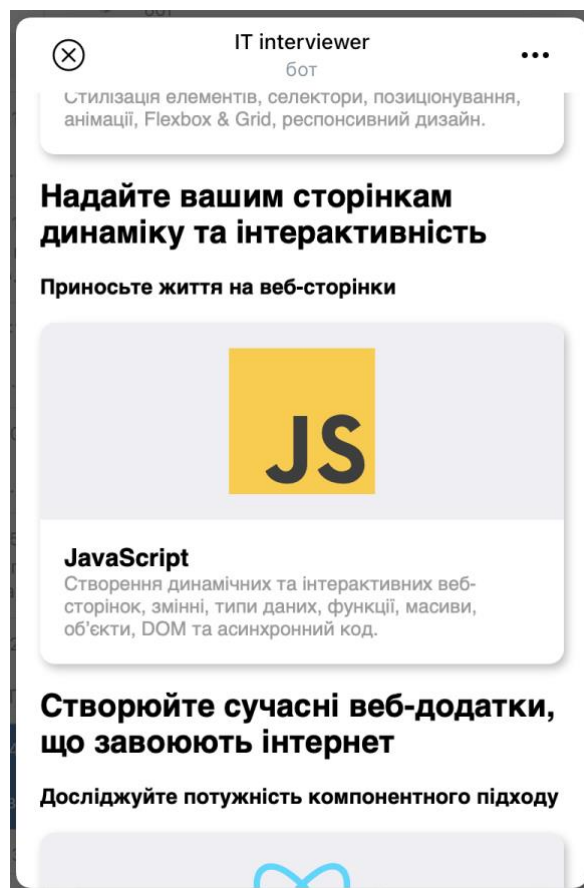 IT interviewer
бот
Стилізація елементів, селектори, позиціонування,
анімації, Flexbox & Grid, респонсивний дизайн.
Надайте вашим сторінкам
динаміку та інтерактивність
Приносьте життя на веб-сторінки
JS
JavaScript
Створення динамічних та інтерактивних веб-
сторінок, змінні, типи даних, функції, масиви,
об’єкти, DOM та асинхронний код.
Створюйте сучасні веб-додатки,
що завоюють інтернет
Досліджуйте потужність компонентного підходу